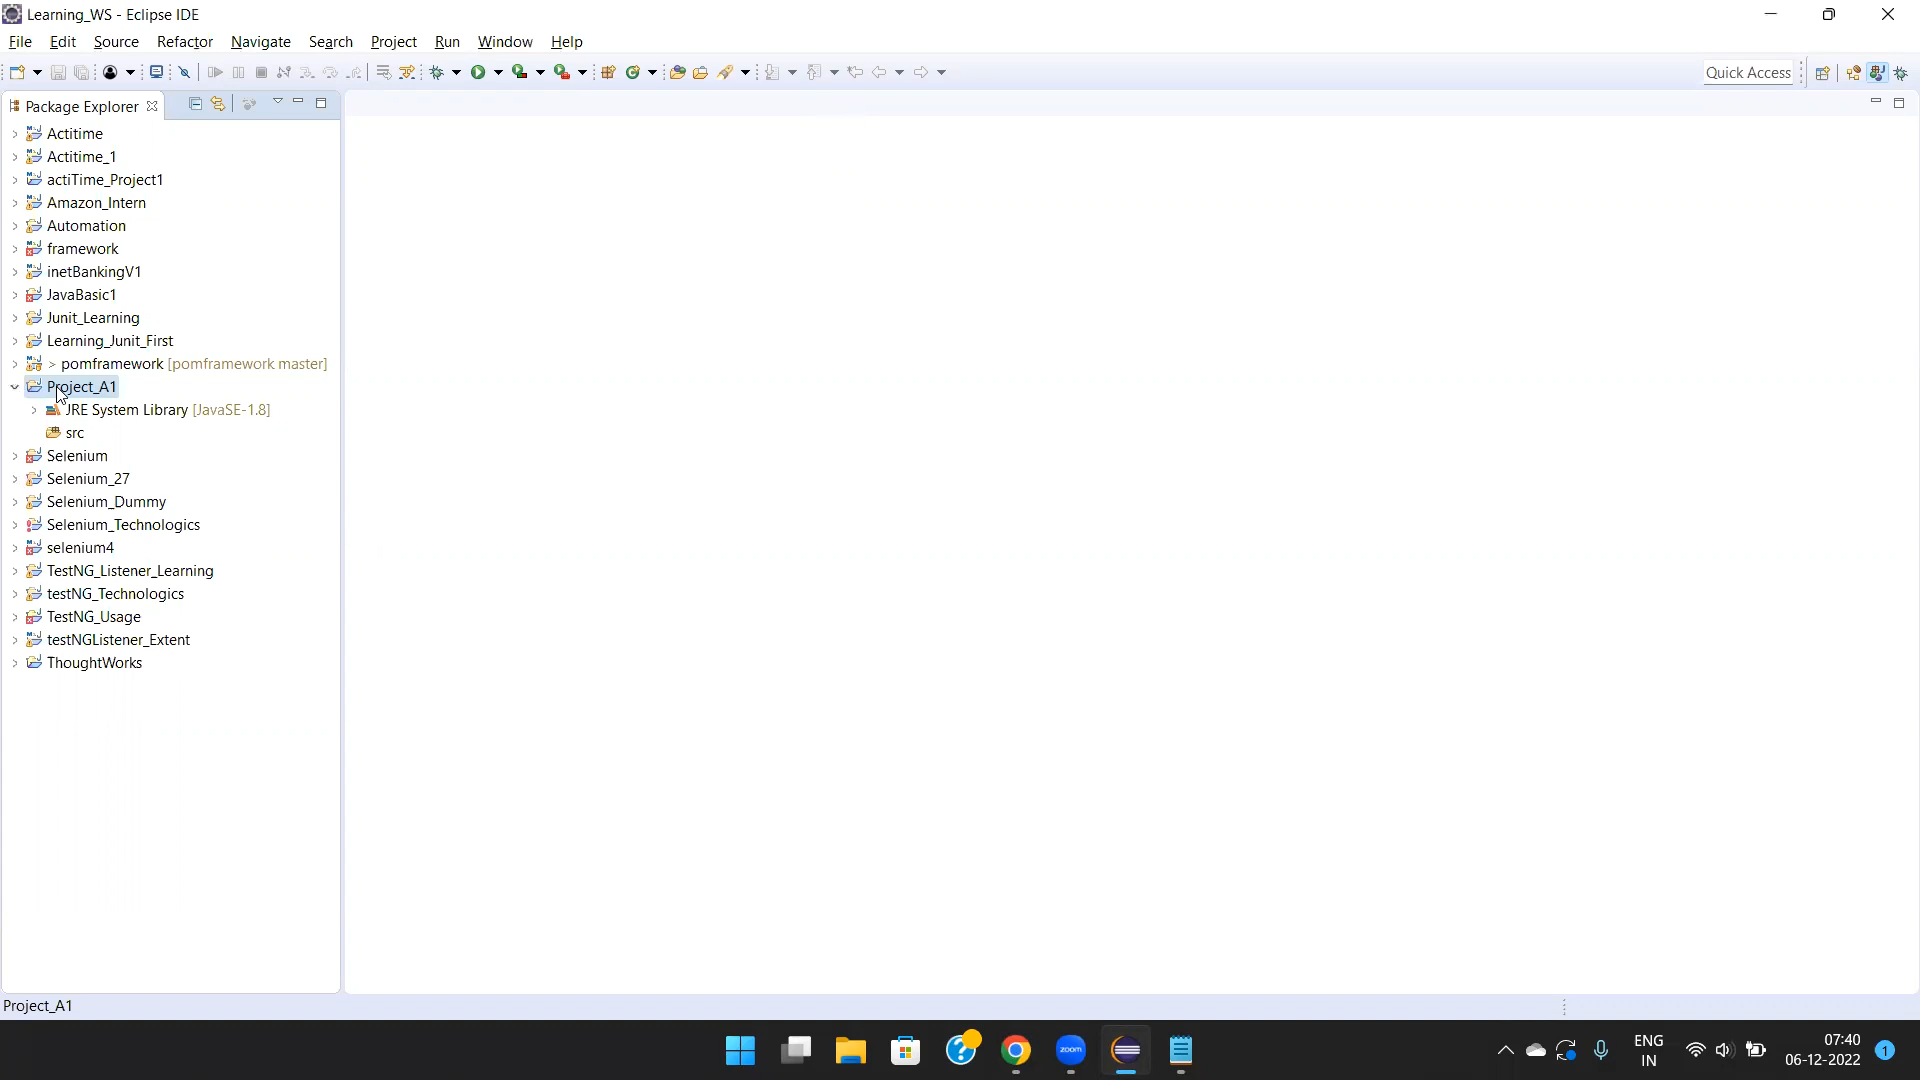 Learning_WS - Eclipse IDE
File Edit Source Refactor Navigate Search Project Run Window Help
Quick Access
Package Explorer
Actitime
Actitime_1
actiTime_Project1
Amazon_Intern
Automation
framework
inetBankingV1
JavaBasic1
Junit_Learning
Learning_Junit_First
> pomframework [pomframework master]
Project_A1
JRE System Library [JavaSE-1.8]
src
Selenium
Selenium_27
Selenium_Dummy
Selenium_Technologics
selenium4
TestNG_Listener_Learning
testNG_Technologics
TestNG_Usage
testNGListener_Extent
ThoughtWorks
Project_A1
zoom
ENG
IN
07:40
06-12-2022
1